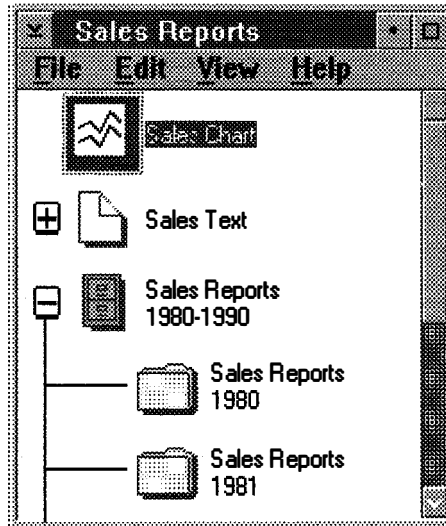 Sales Reports
File Edit View Help
Sales Chart
Sales Text
Sales Reports
1980-1990
Sales Reports
1980
Sales Reports
1981